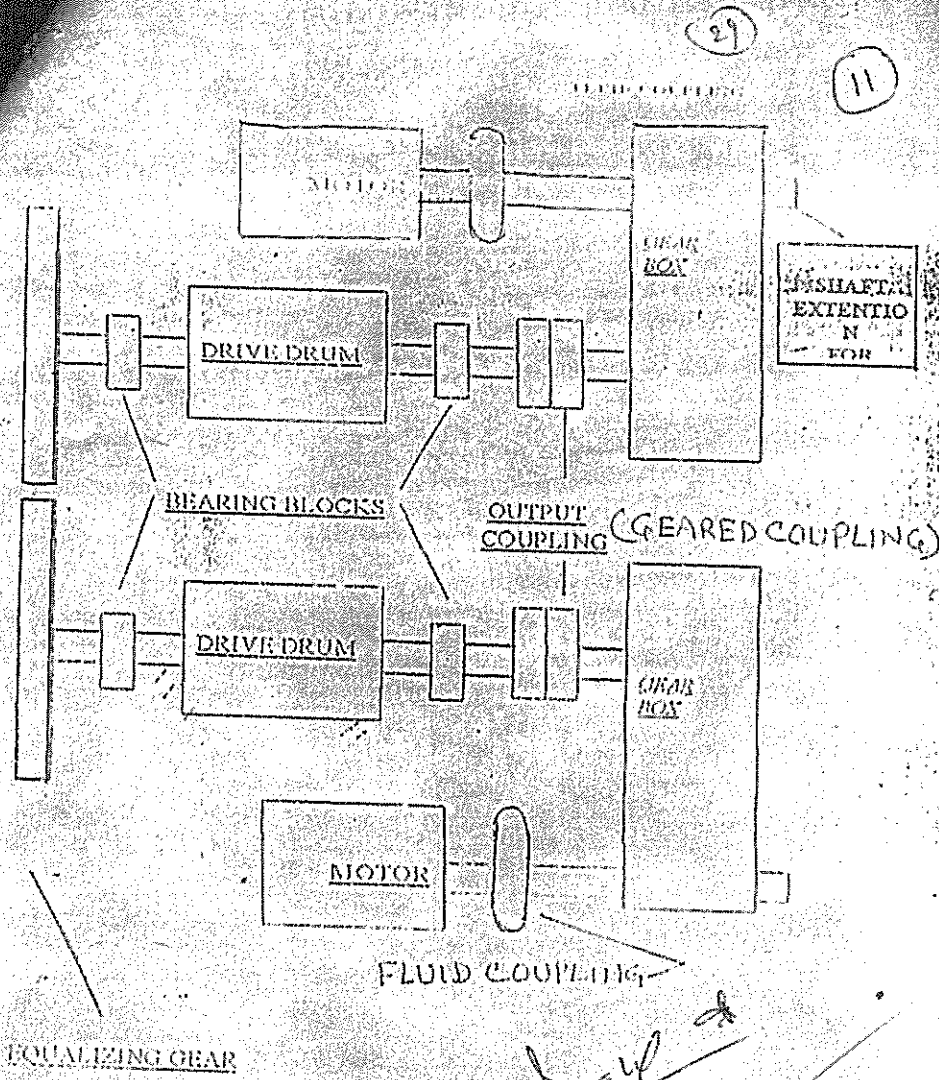 29
11
COUPLING
MOTOR
GEAR
BOX
SHAFT
EXTENTIO
N
FOR
DRIVE DRUM
BEARING BLOCKS
OUTPUT
COUPLING
(GEARED COUPLING)
DRIVE DRUM
GEAR
BOX
MOTOR
FLUID COUPLING
EQUALIZING GEAR